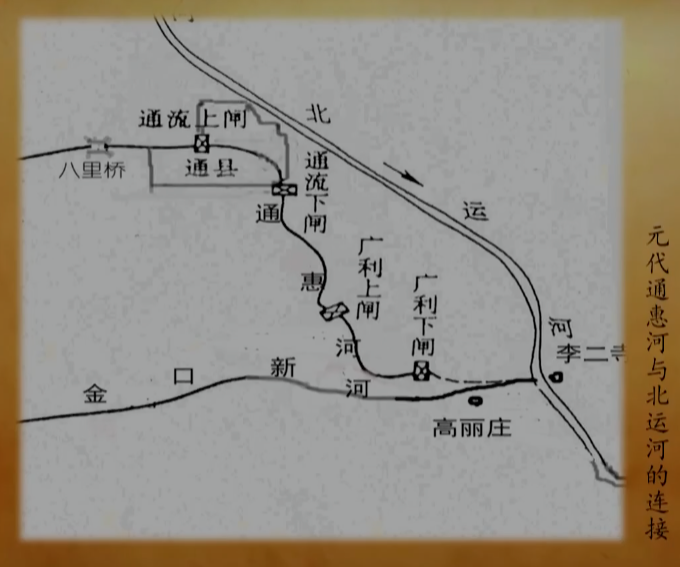 通流上闸
八里桥
通县
通流下闸
通惠河
北运河
广利上闸
广利下闸
李二寺
金口新河
高丽庄
元代通惠河与北运河的连接